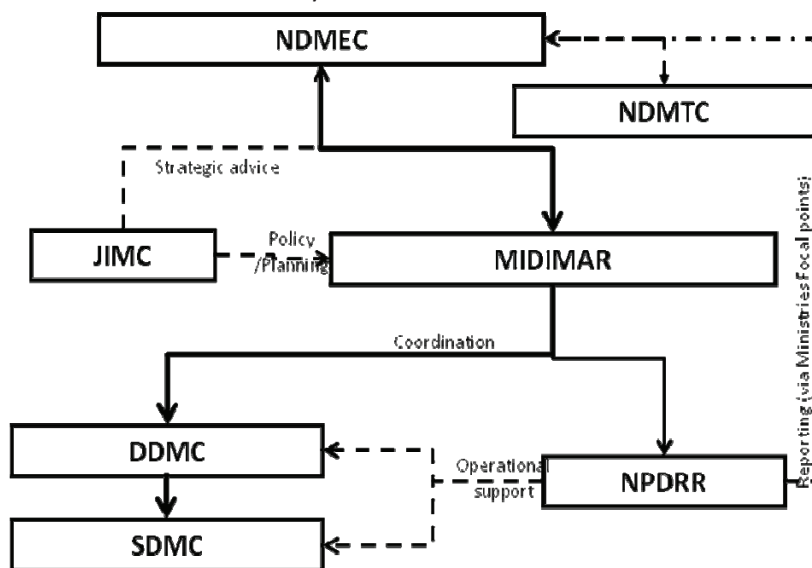 NDMEC
NDMTC
Strategic advice
JIMC
Policy
/Planning
MIDIMAR
Reporting (via Ministries Focal points)
Coordination
DDMC
Operational
support
NPDRR
SDMC